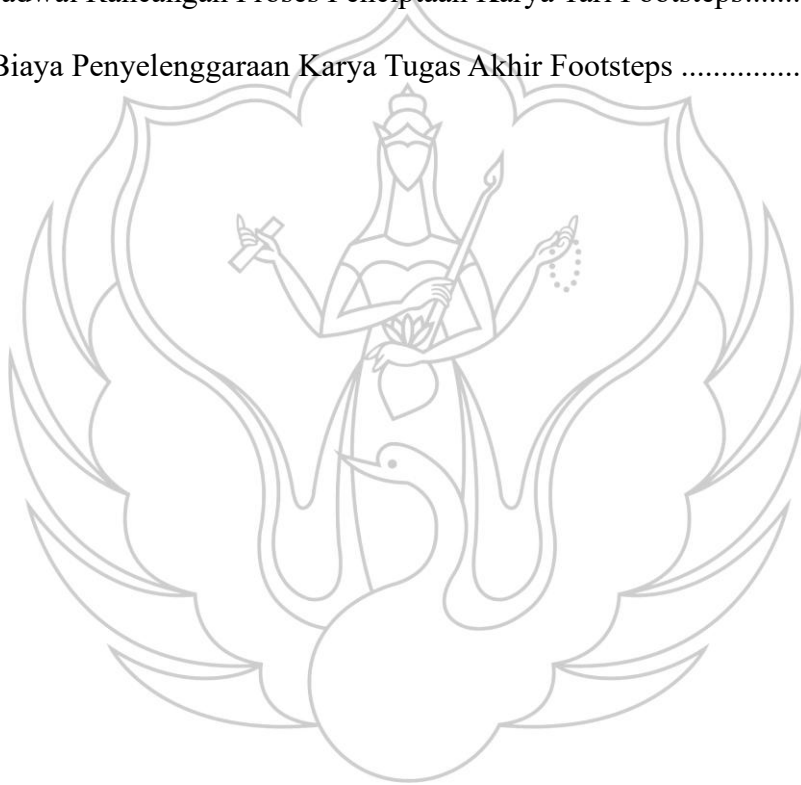 adwal Rancangan Proses Penciptaan Karya Tari Footsteps.......
Biaya Penyelenggaraan Karya Tugas Akhir Footsteps ...............